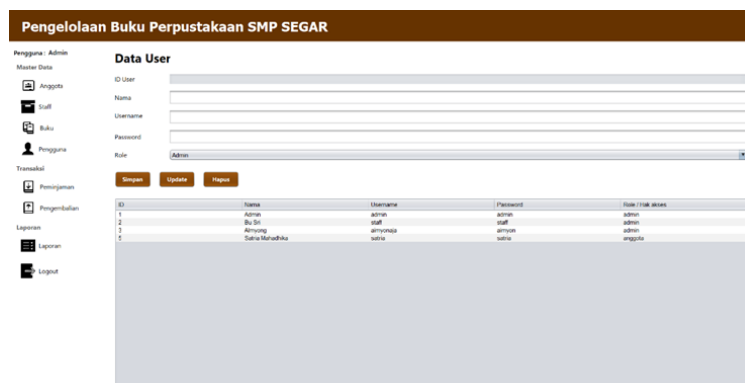 Pengelolaan Buku Perpustakaan SMP SEGAR
Pengguna : Admin
Master Data
Anggota
Staff
Buku
Pengguna
Transaksi
Peminjaman
Pengembalian
Laporan
Laporan
Logout
Data User
ID User
Nama
Username
Password
Role Admin
Simpan Update Hapus
ID Nama Username Password Role / Hak akses
1 Admin admin admin admin
2 Bu Sri staff staff admin
3 Almyong aimyonaja aimyon admin
5 Satria Mahadhika satria satria anggota